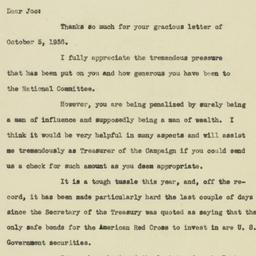 Dear Joe:
Thanks so much for your gracious letter of
October 5, 1936.
I fully appreciate the tremendous pressure
that has been put on you and how generous you have been to
the National Committee.
However, you are being penalized by surely being
a man of influence and supposedly being a man of wealth. I
think it would be very helpful in many aspects and will assist
me tremendously as Treasurer of the Campaign if you could send
us a check for such amount as you deem appropriate.
It is a tough tussle this year, and, off the re-
cord, it has been made particularly hard the last couple of days
since the Secretary of the Treasury was quoted as saying that the
only safe bonds for the American Red Cross to invest in are U. S.
Government securities.